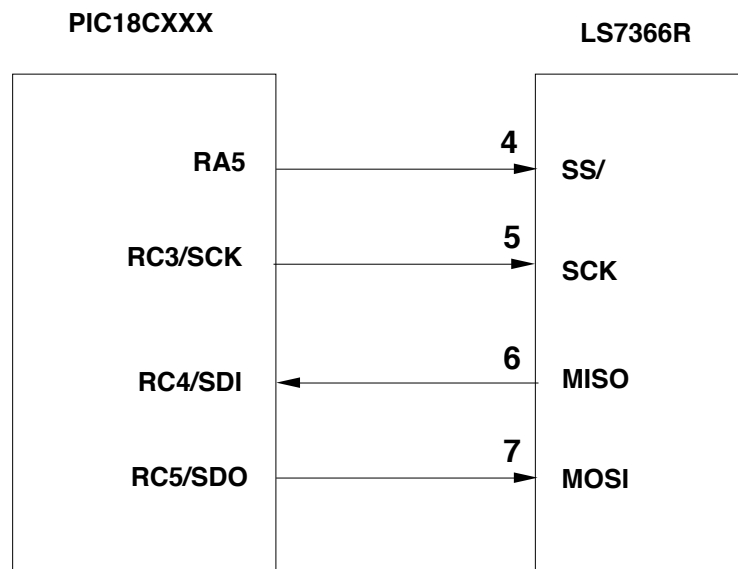 PIC18CXXX
LS7366R
RA5
4
SS/
RC3/SCK
5
SCK
RC4/SDI
6
MISO
RC5/SDO
7
MOSI